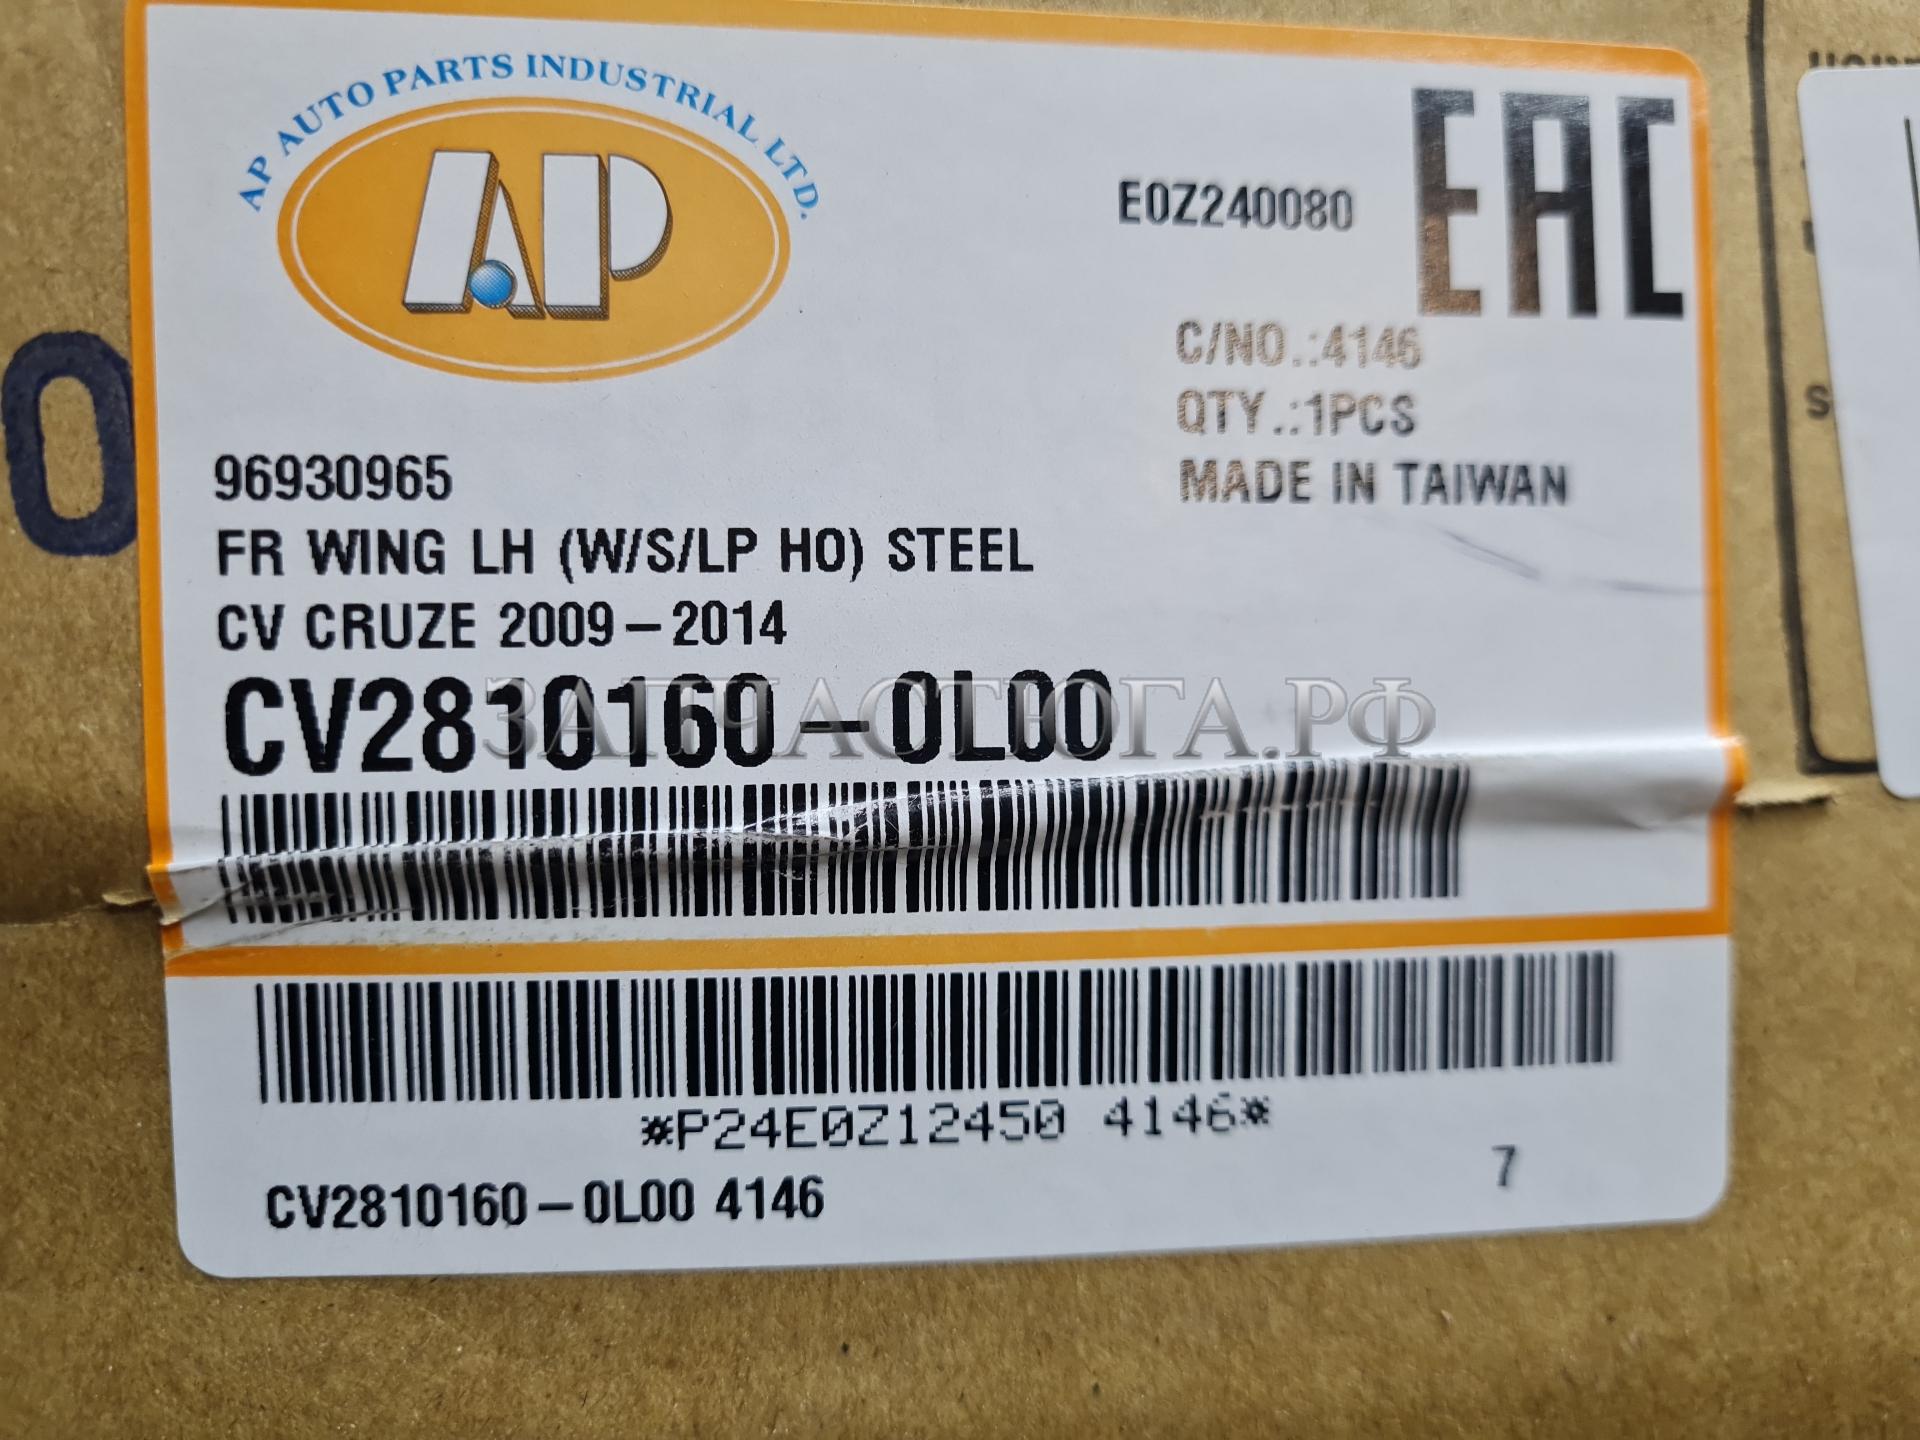 AP AUTO PARTS INDUSTRIAL LTD.
AP
E0Z240080
EAC
C/NO.:4146
QTY.:1PCS
MADE IN TAIWAN
96930965
FR WING LH (W/S/LP HO) STEEL
CV CRUZE 2009-2014
CV2810160-0L00
ЗАПЧАСТЮГА.РФ
*P24E0Z12450 4146*
7
CV2810160-0L00 4146